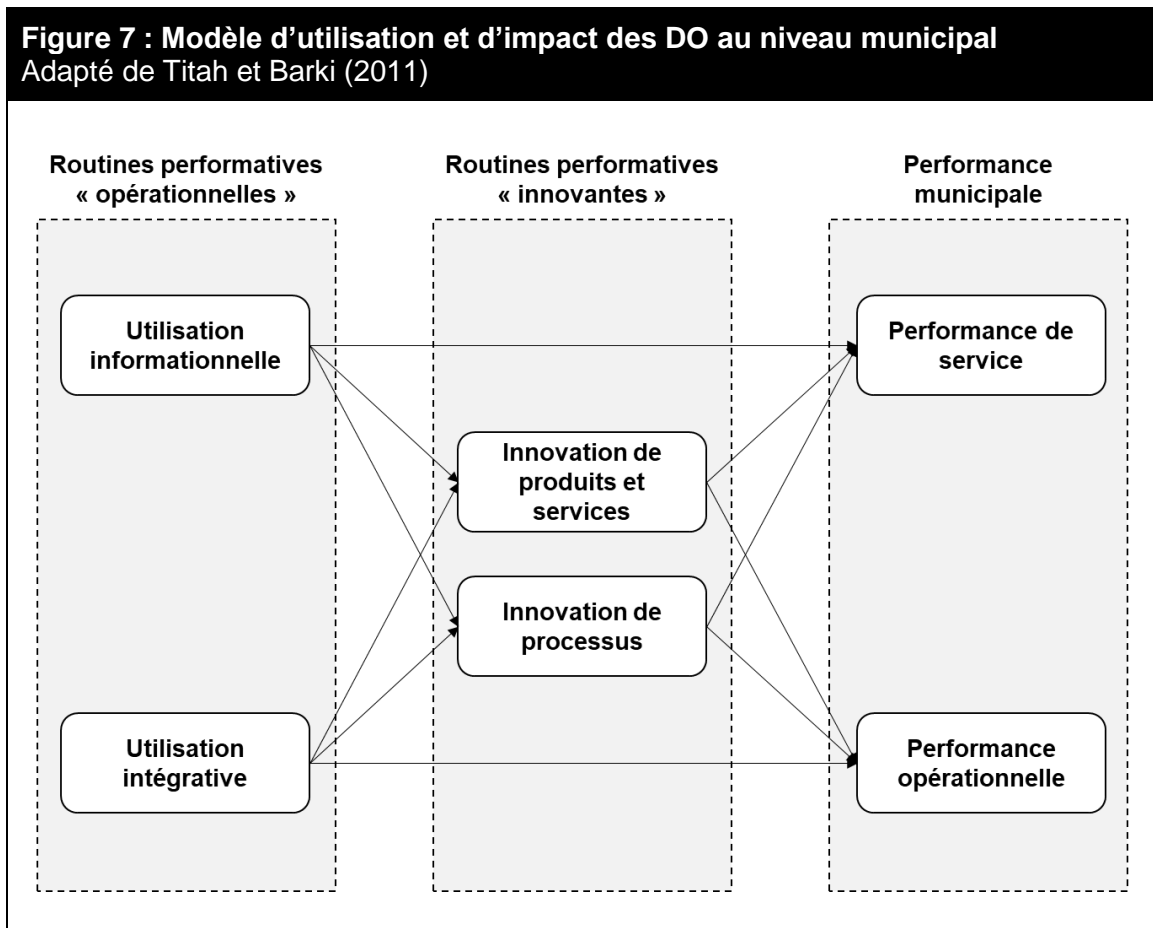 Figure 7 : Modèle d’utilisation et d’impact des DO au niveau municipal
Adapté de Titah et Barki (2011)
Routines performatives
« opérationnelles »
Routines performatives
« innovantes »
Performance
municipale
Utilisation
informationnelle
Performance de
service
Innovation de
produits et
services
Innovation de
processus
Utilisation
intégrative
Performance
opérationnelle